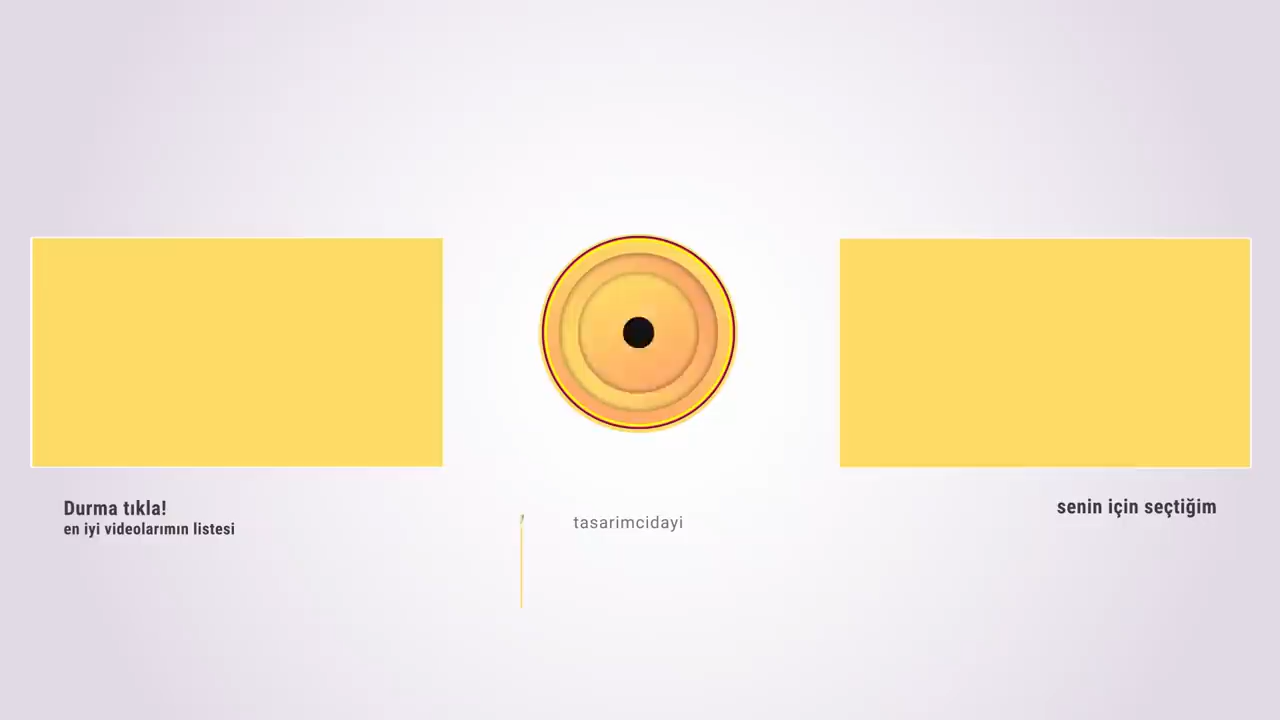 Durma tıkla!
en iyi videolarımın listesi
tasarimcidayi
senin için seçtiğim